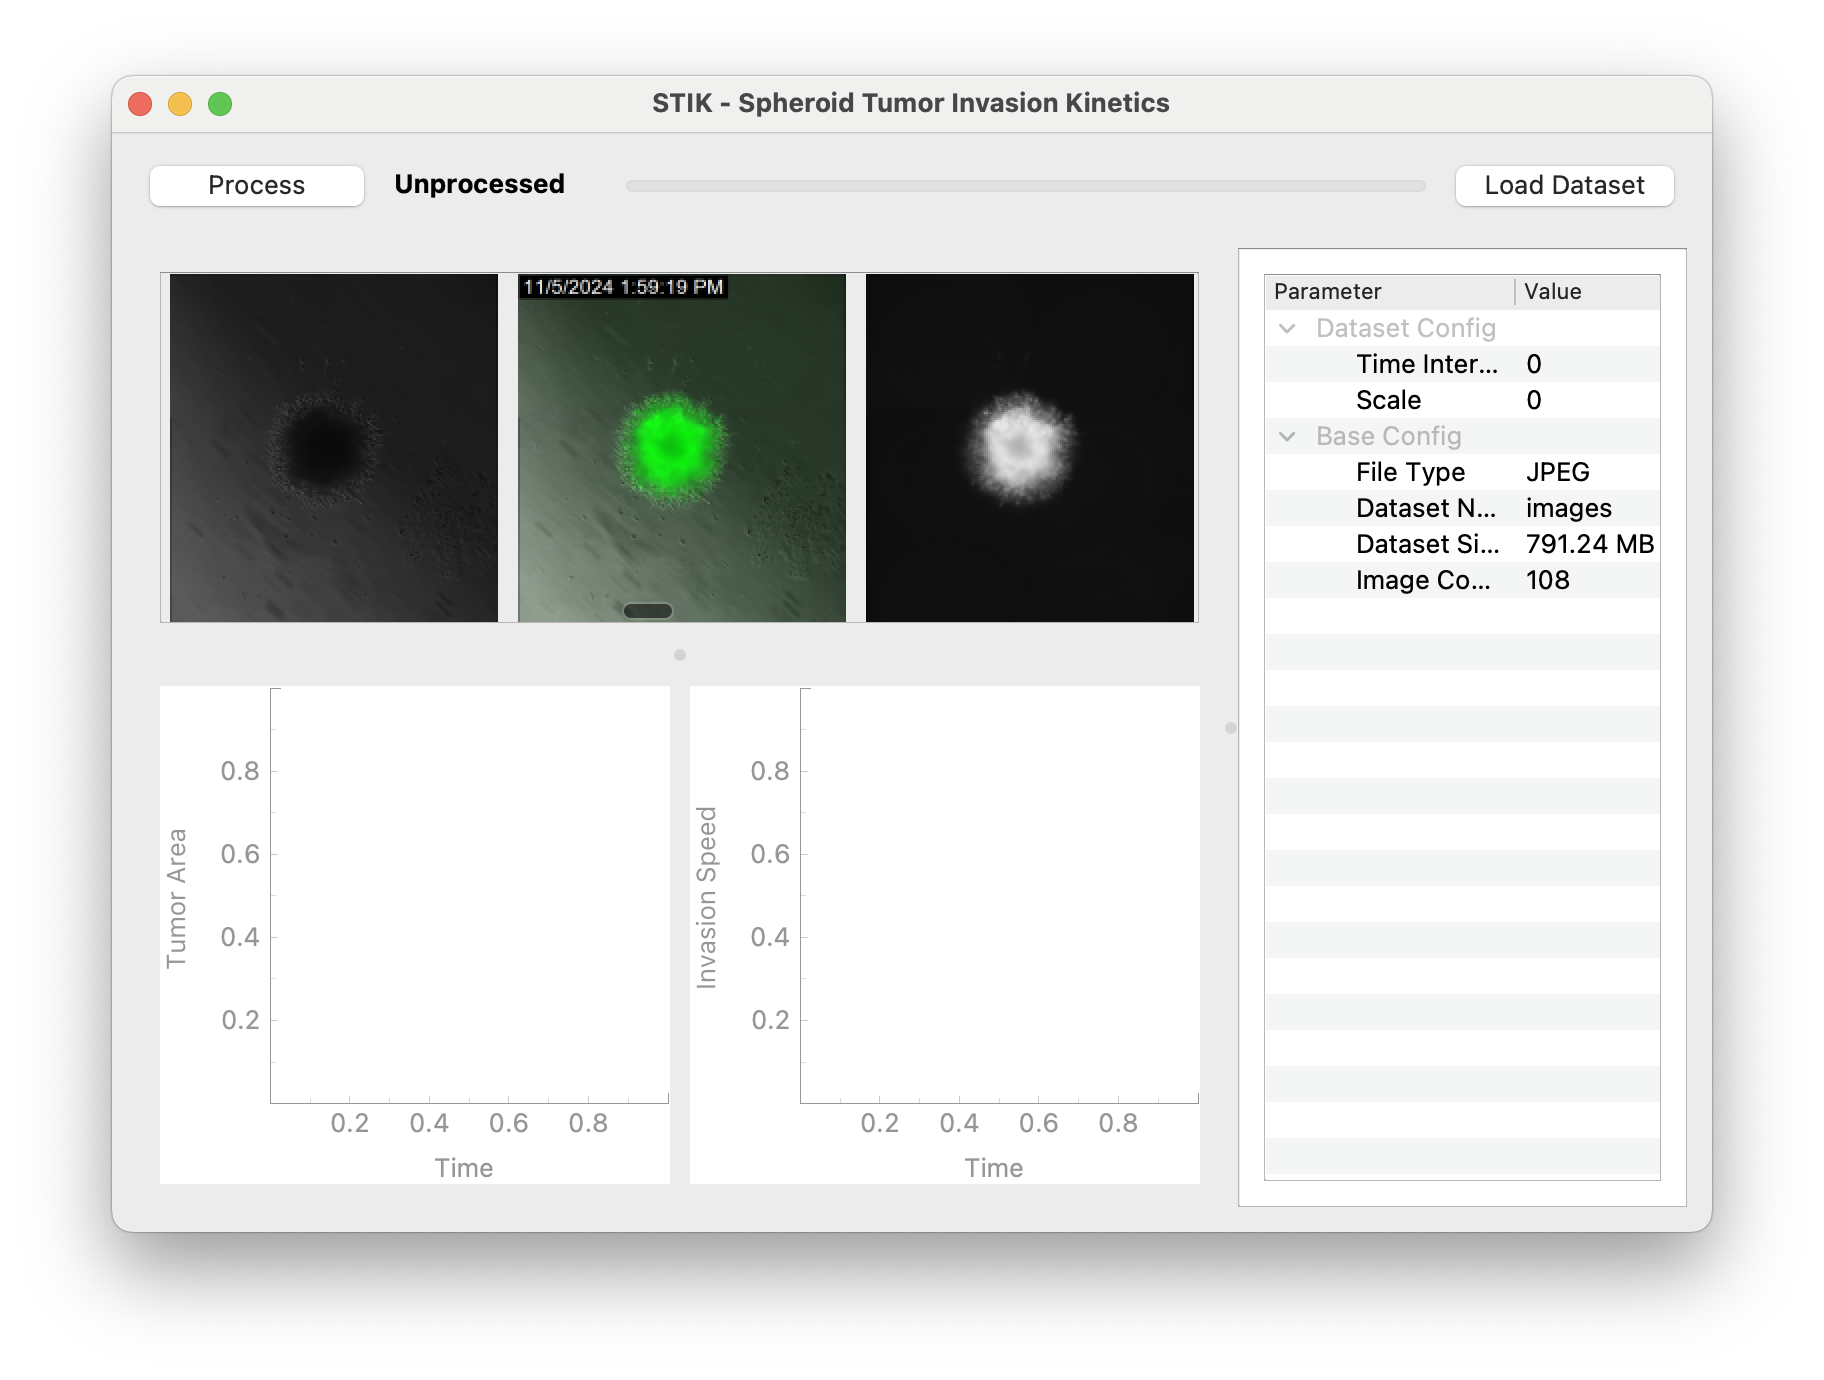 STIK - Spheroid Tumor Invasion Kinetics
Process
Unprocessed
Load Dataset
11/5/2024 1:59:19 PM
Parameter Value
Dataset Config
Time Inter... 0
Scale 0
Base Config
File Type JPEG
Dataset N... images
Dataset Si... 791.24 MB
Image Co... 108
Tumor Area
0.8
0.6
0.4
0.2
0.2 0.4 0.6 0.8
Time
Invasion Speed
0.8
0.6
0.4
0.2
0.2 0.4 0.6 0.8
Time